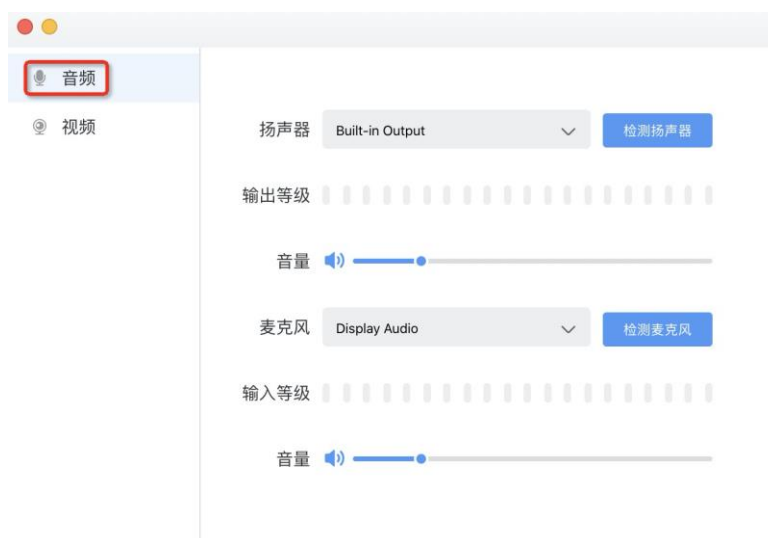 音频
视频
扬声器 Built-in Output 检测扬声器
输出等级
音量
麦克风 Display Audio 检测麦克风
输入等级
音量